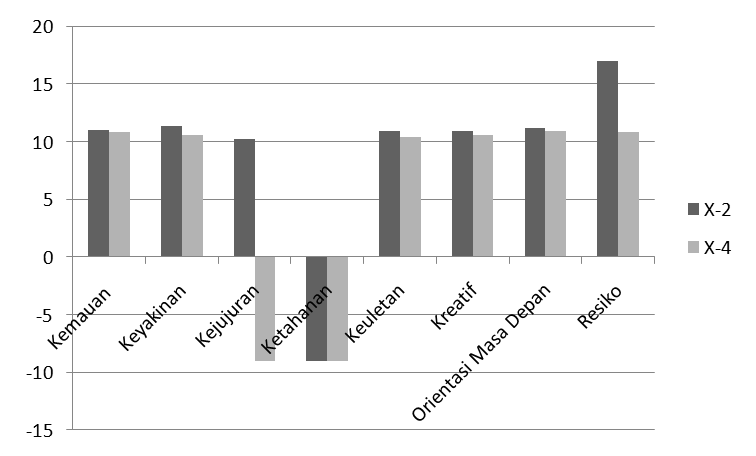 20
15
10
5
0
-5
-10
-15
Kemauan
Keyakinan
Kejujuran
Ketahanan
Keuletan
Kreatif
Orientasi Masa Depan
Resiko
X-2
X-4